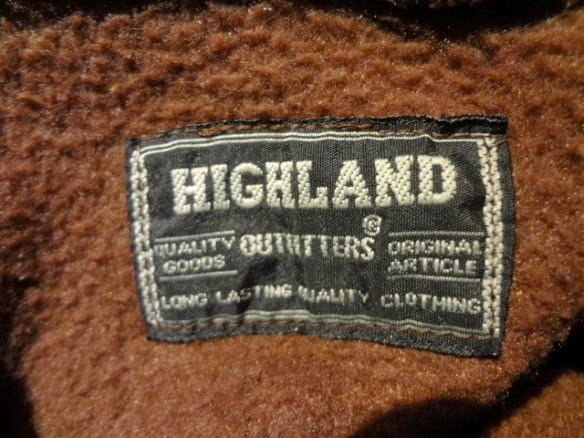 HIGHLAND
QUALITY GOODS
OUTFITTERS®
ORIGINAL ARTICLE
LONG LASTING QUALITY CLOTHING